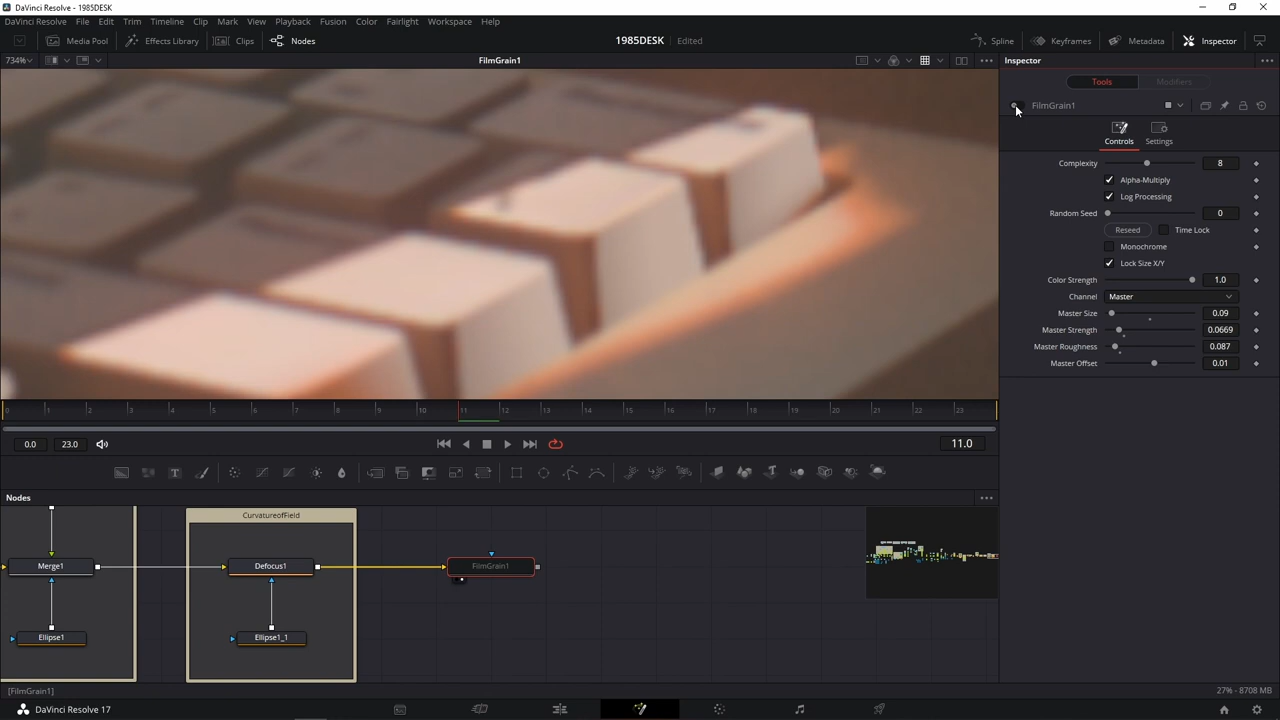 DaVinci Resolve - 1985DESK
DaVinci Resolve File Edit Trim Timeline Clip Mark View Playback Fusion Color Fairlight Workspace Help
Media Pool Effects Library Clips Nodes 1985DESK Edited Spline Keyframes Metadata Inspector
734% FilmGrain1 Inspector
Tools Modifiers
FilmGrain1
Controls Settings
Complexity 8
Alpha-Multiply
Log Processing
Random Seed 0
Reseed Time Lock
Monochrome
Lock Size X/Y
Color Strength 1.0
Channel Master
Master Size 0.09
Master Strength 0.0669
Master Roughness 0.087
Master Offset 0.01
0 1 2 3 4 5 6 7 8 9 10 11 12 13 14 15 16 17 18 19 20 21 22 23
0.0 23.0 11.0
Nodes
CurvatureofField
Merge1 Defocus1 FilmGrain1
Ellipse1 Ellipse1_1
[FilmGrain1] 27% - 8708 MB
DaVinci Resolve 17